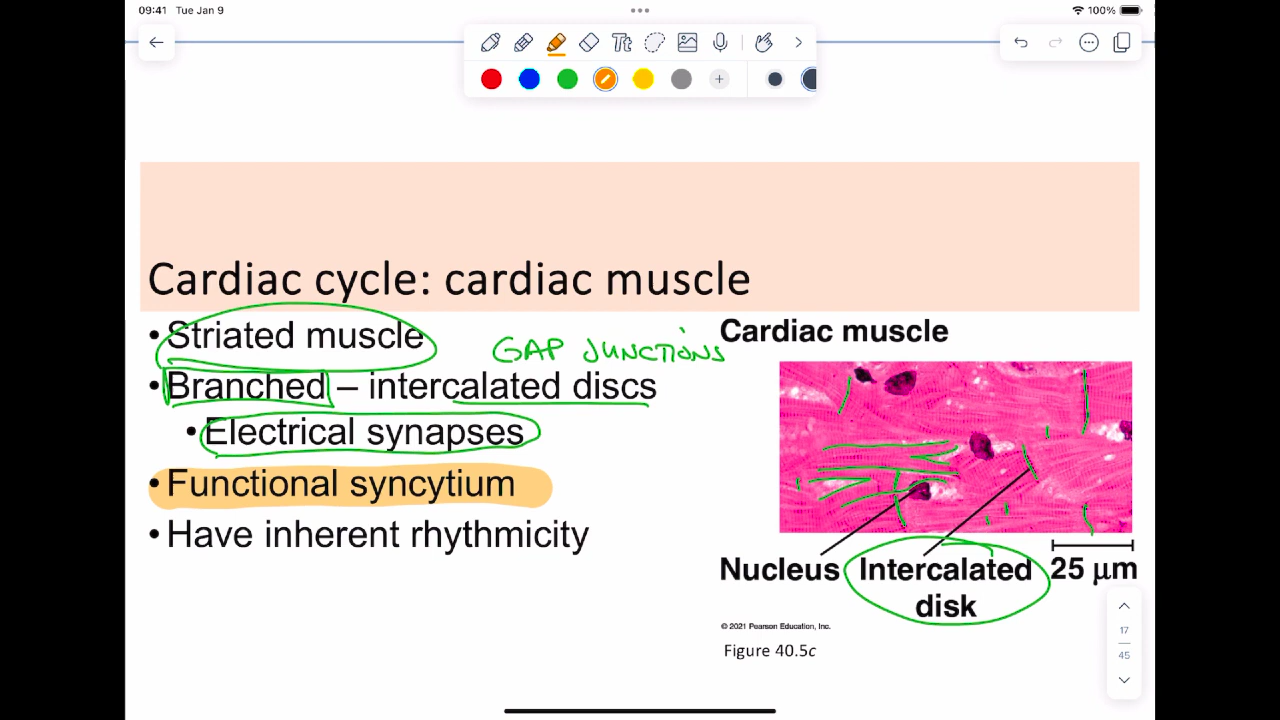 09:41 Tue Jan 9
100%
Tt
Cardiac cycle: cardiac muscle
•Striated muscle
GAP JUNCTIONS
•Branched – intercalated discs
•Electrical synapses
•Functional syncytium
•Have inherent rhythmicity
Cardiac muscle
Nucleus
Intercalated
disk
25 µm
© 2021 Pearson Education, Inc.
Figure 40.5c
17
45